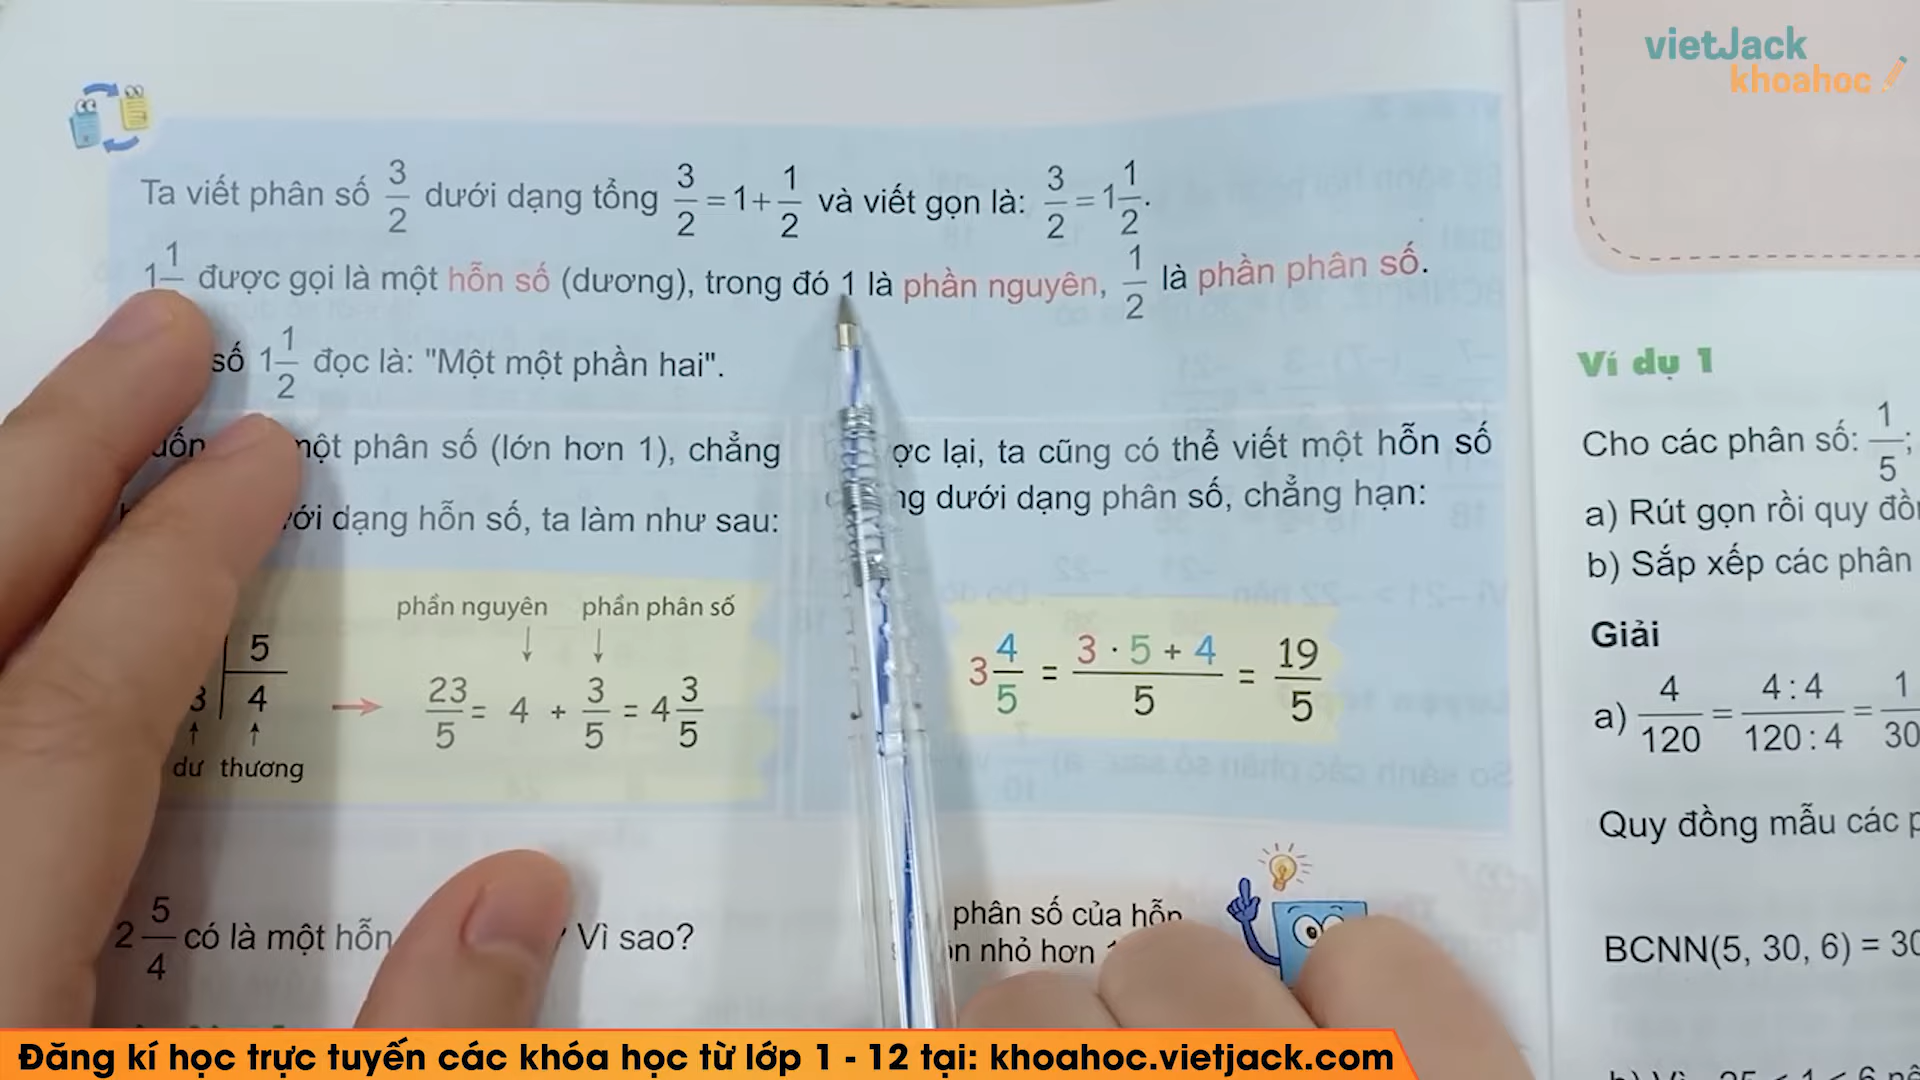 vietJack
khoahoc
Ta viết phân số 3/2 dưới dạng tổng 3/2 = 1 + 1/2 và viết gọn là: 3/2 = 1 1/2.
1 1/ được gọi là một hỗn số (dương), trong đó 1 là phần nguyên, 1/2 là phần phân số.
số 1 1/2 đọc là: "Một một phần hai".
một phân số (lớn hơn 1), chẳng
dạng hỗn số, ta làm như sau:
phần nguyên phần phân số
5
3 4
dư thương
23/5 = 4 + 3/5 = 4 3/5
lại, ta cũng có thể viết một hỗn số
dưới dạng phân số, chẳng hạn:
3 4/5 = (3 · 5 + 4)/5 = 19/5
2 5/4 có là một hỗn Vì sao?
phân số của hỗn
nhỏ hơn
Ví dụ 1
Cho các phân số: 1/5;
a) Rút gọn rồi quy đồ
b) Sắp xếp các phân
Giải
a) 4/120 = 4 : 4/120 : 4 = 1/30
Quy đồng mẫu các
BCNN(5, 30, 6) = 30
Đăng kí học trực tuyến các khóa học từ lớp 1 - 12 tại: khoahoc.vietjack.com